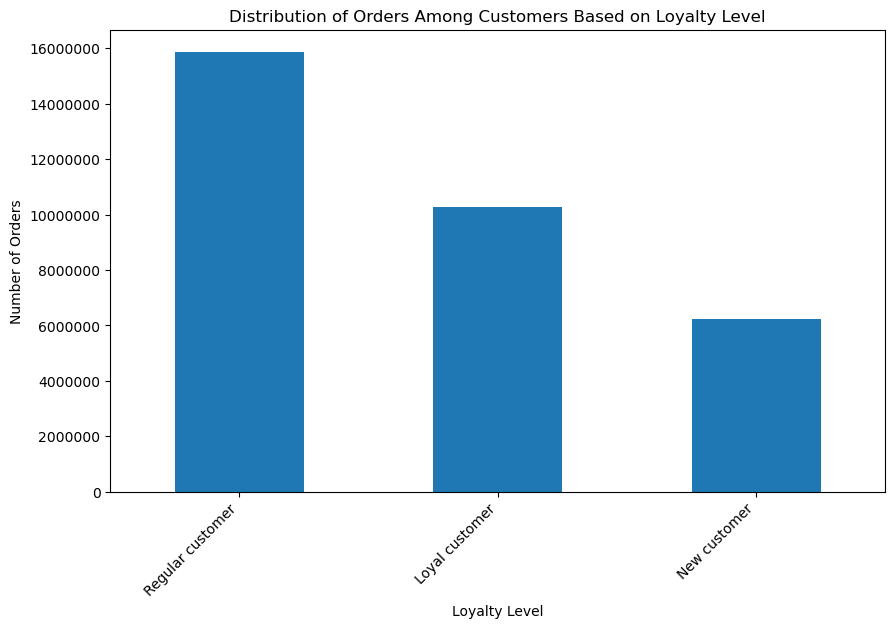 Distribution of Orders Among Customers Based on Loyalty Level
Number of Orders
16000000
14000000
12000000
10000000
8000000
6000000
4000000
2000000
0
Regular customer
Loyal customer
New customer
Loyalty Level